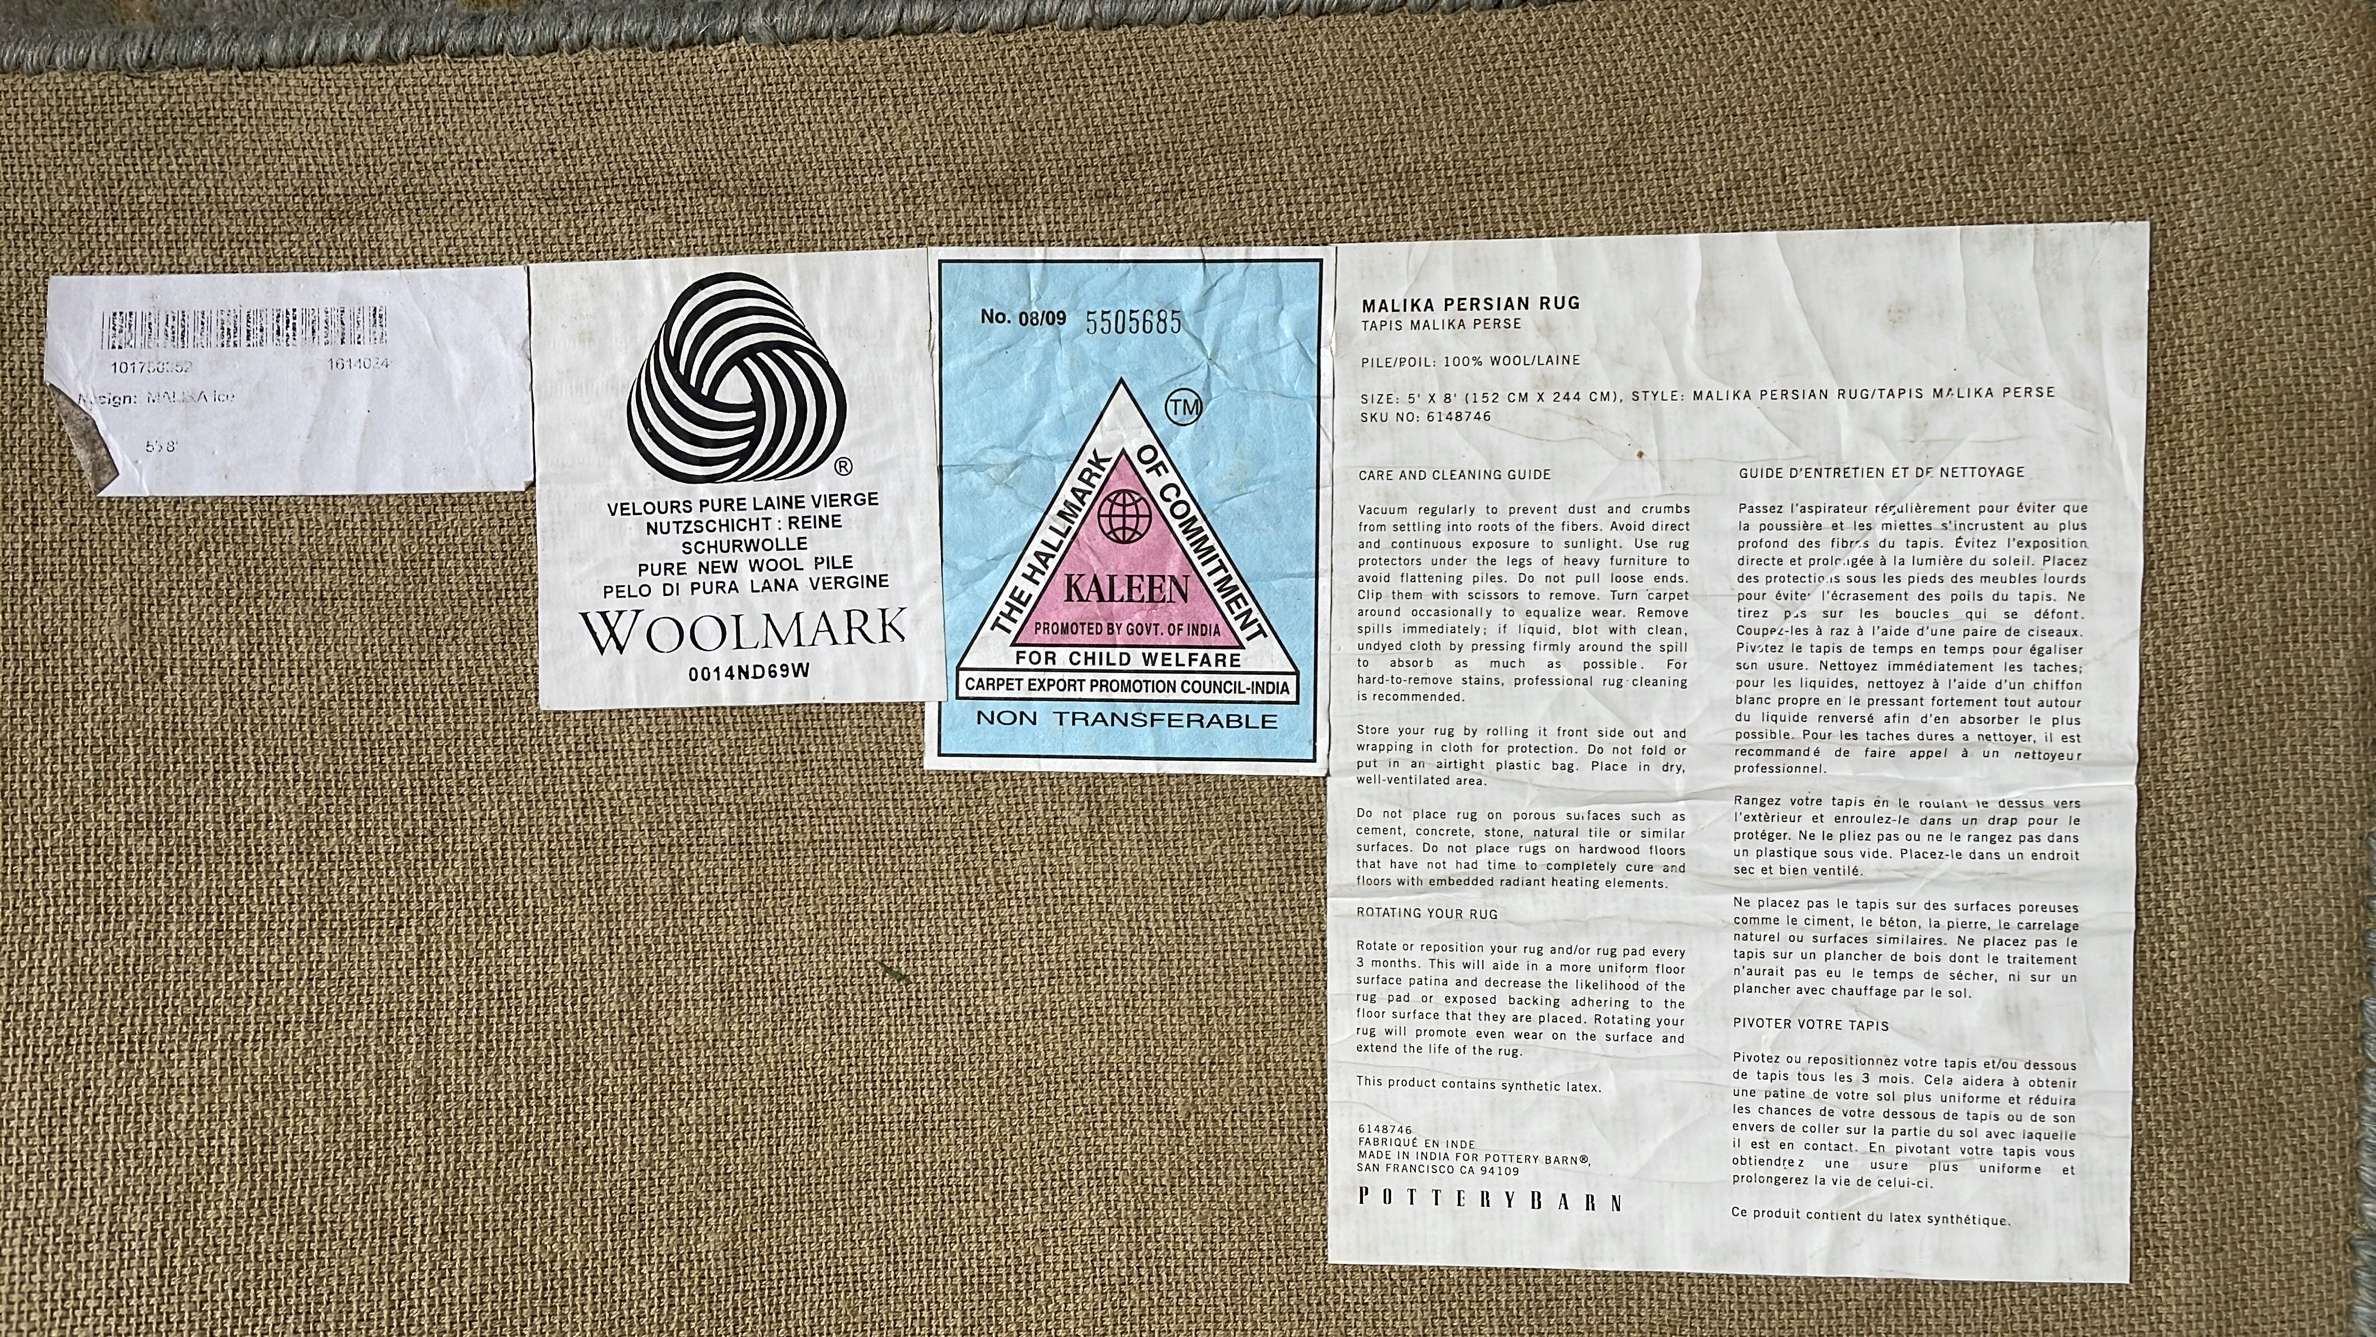 5x8'
VELOURS PURE LAINE VIERGE
NUTZSCHICHT : REINE
SCHURWOLLE
PURE NEW WOOL PILE
PELO DI PURA LANA VERGINE
WOOLMARK
0014ND69W
®
No. 08/09 5505685
TM
THE HALLMARK OF COMMITMENT
KALEEN
PROMOTED BY GOVT. OF INDIA
FOR CHILD WELFARE
CARPET EXPORT PROMOTION COUNCIL-INDIA
NON TRANSFERABLE
MALIKA PERSIAN RUG
TAPIS MALIKA PERSE
PILE/POIL: 100% WOOL/LAINE
SIZE: 5' X 8' (152 CM X 244 CM), STYLE: MALIKA PERSIAN RUG/TAPIS MALIKA PERSE
SKU NO: 6148746
CARE AND CLEANING GUIDE
Vacuum regularly to prevent dust and crumbs
from settling into roots of the fibers. Avoid direct
and continuous exposure to sunlight. Use rug
protectors under the legs of heavy furniture to
avoid flattening piles. Do not pull loose ends.
Clip them with scissors to remove. Turn carpet
around occasionally to equalize wear. Remove
spills immediately; if liquid, blot with clean,
undyed cloth by pressing firmly around the spill
to absorb as much as possible. For
hard-to-remove stains, professional rug cleaning
is recommended.
Store your rug by rolling it front side out and
wrapping in cloth for protection. Do not fold or
put in an airtight plastic bag. Place in dry,
well-ventilated area.
Do not place rug on porous surfaces such as
cement, concrete, stone, natural tile or similar
surfaces. Do not place rugs on hardwood floors
that have not had time to completely cure and
floors with embedded radiant heating elements.
ROTATING YOUR RUG
Rotate or reposition your rug and/or rug pad every
3 months. This will aide in a more uniform floor
surface patina and decrease the likelihood of the
rug pad or exposed backing adhering to the
floor surface that they are placed. Rotating your
rug will promote even wear on the surface and
extend the life of the rug.
This product contains synthetic latex.
6148746
FABRIQUÉ EN INDE
MADE IN INDIA FOR POTTERY BARN®,
SAN FRANCISCO CA 94109
POTTERYBARN
GUIDE D'ENTRETIEN ET DE NETTOYAGE
Passez l'aspirateur régulièrement pour éviter que
la poussière et les miettes s'incrustent au plus
profond des fibres du tapis. Évitez l'exposition
directe et prolongée à la lumière du soleil. Placez
des protections sous les pieds des meubles lourds
pour éviter l'écrasement des poils du tapis. Ne
tirez pas sur les boucles qui se défont.
Coupez-les à raz à l'aide d'une paire de ciseaux.
Pivotez le tapis de temps en temps pour égaliser
son usure. Nettoyez immédiatement les taches;
pour les liquides, nettoyez à l'aide d'un chiffon
blanc propre en le pressant fortement tout autour
du liquide renversé afin d'en absorber le plus
possible. Pour les taches dures a nettoyer, il est
recommandé de faire appel à un nettoyeur
professionnel.
Rangez votre tapis en le roulant le dessus vers
l'extèrieur et enroulez-le dans un drap pour le
protéger. Ne le pliez pas ou ne le rangez pas dans
un plastique sous vide. Placez-le dans un endroit
sec et bien ventilé.
Ne placez pas le tapis sur des surfaces poreuses
comme le ciment, le béton, la pierre, le carrelage
naturel ou surfaces similaires. Ne placez pas le
tapis sur un plancher de bois dont le traitement
n'aurait pas eu le temps de sécher, ni sur un
plancher avec chauffage par le sol.
PIVOTER VOTRE TAPIS
Pivotez ou repositionnez votre tapis et/ou dessous
de tapis tous les 3 mois. Cela aidera à obtenir
une patine de votre sol plus uniforme et réduira
les chances de votre dessous de tapis ou de son
envers de coller sur la partie du sol avec laquelle
il est en contact. En pivotant votre tapis vous
obtiendrez une usure plus uniforme et
prolongerez la vie de celui-ci.
Ce produit contient du latex synthétique.